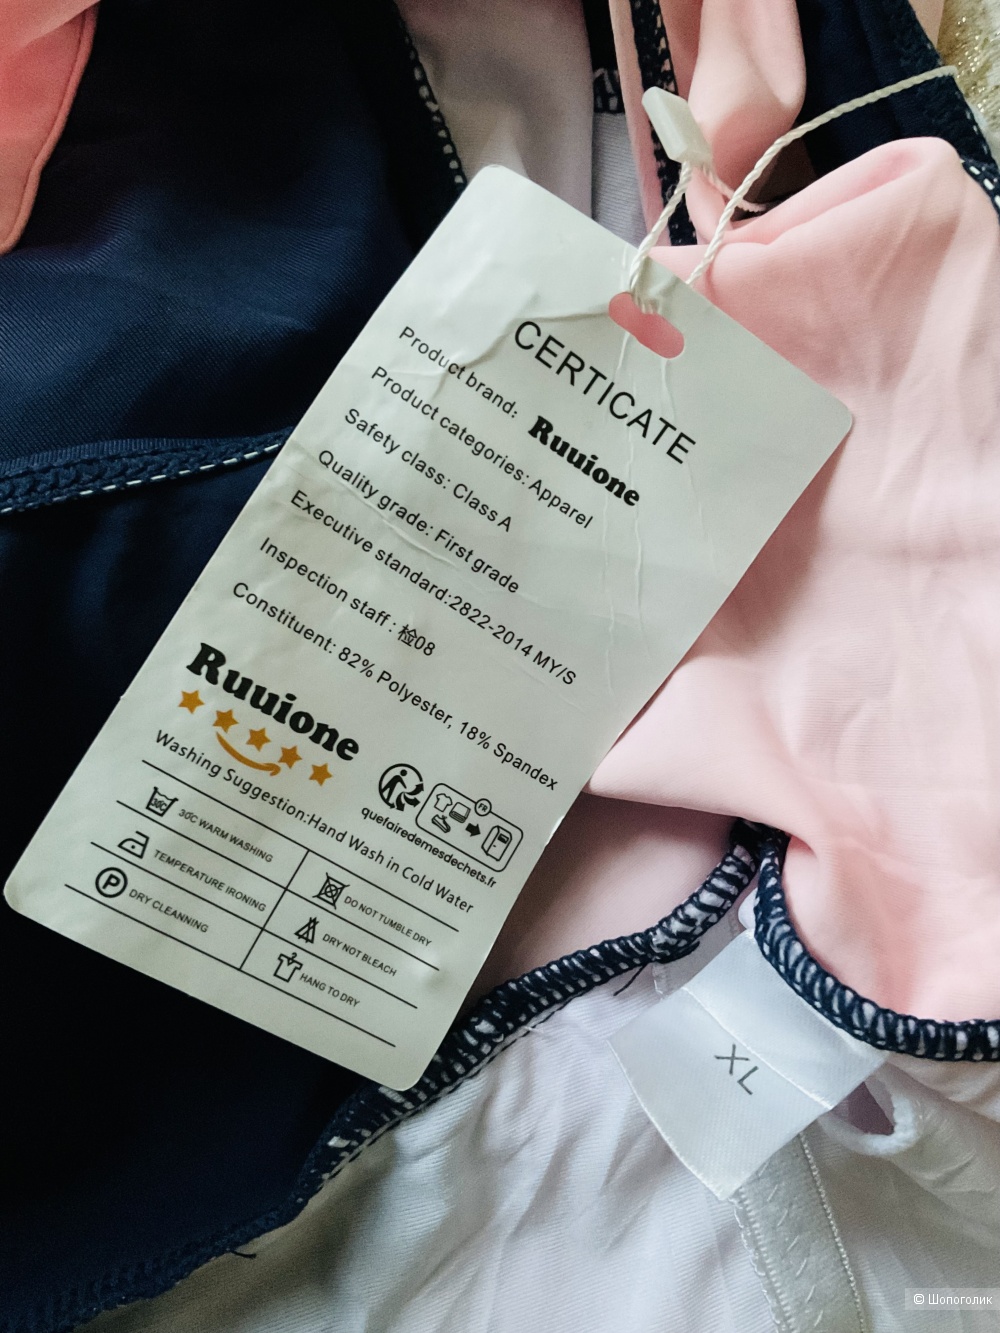 CERTICATE
Product brand: Ruuione
Product categories: Apparel
Safety class: Class A
Quality grade: First grade
Executive standard:2822-2014 MY/S
Inspection staff: 检08
Constituent: 82% Polyester, 18% Spandex
Ruuione
FR
quefairedemesdechets.fr
Washing Suggestion:Hand Wash in Cold Water
30C
30C WARM WASHING
DO NOT TUMBLE DRY
TEMPERATURE IRONING
DRY NOT BLEACH
P
DRY CLEANNING
HANG TO DRY
XL
© Шопоголик